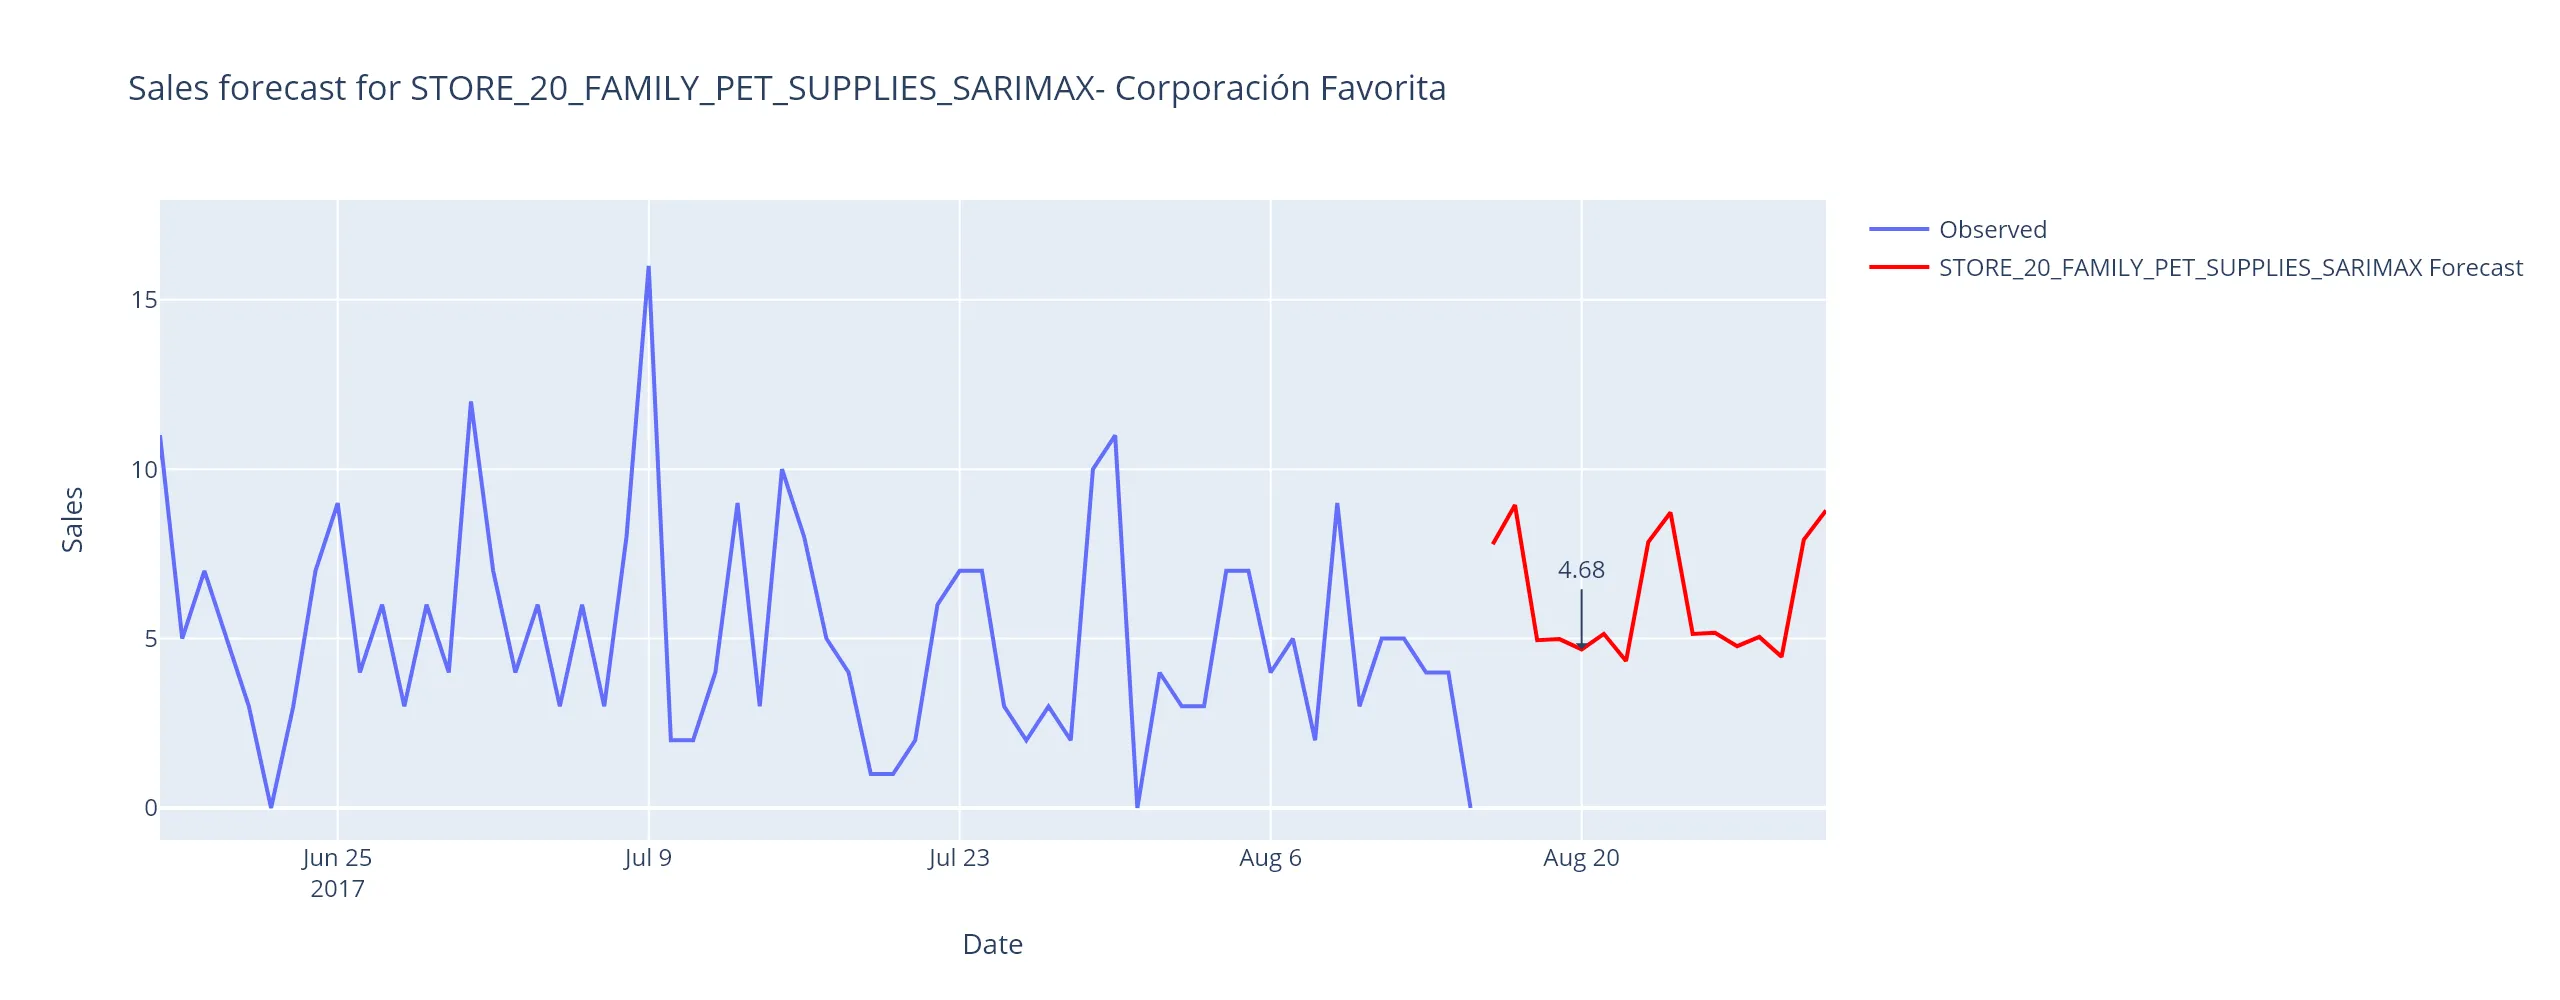 Sales forecast for STORE_20_FAMILY_PET_SUPPLIES_SARIMAX- Corporación Favorita
Observed
STORE_20_FAMILY_PET_SUPPLIES_SARIMAX Forecast
15
10
5
0
Sales
4.68
Jun 25
2017
Jul 9
Jul 23
Aug 6
Aug 20
Date